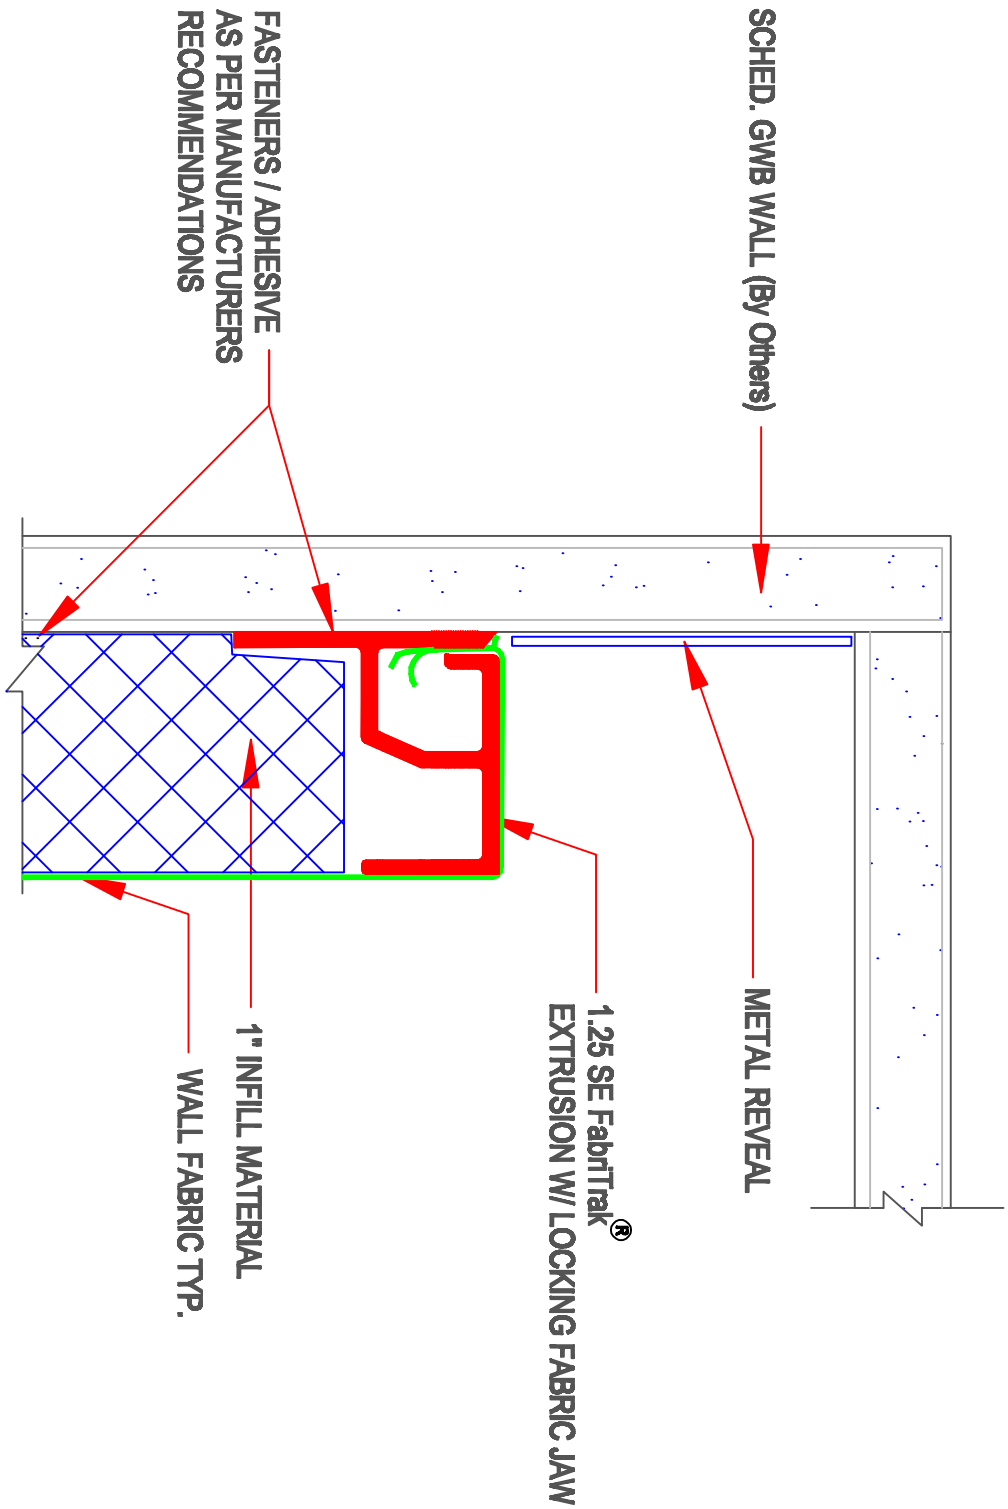 SCHED. GWB WALL (By Others)
FASTENERS / ADHESIVE
AS PER MANUFACTURERS
RECOMMENDATIONS
METAL REVEAL
1.25 SE FabriTrak®
EXTRUSION W/ LOCKING FABRIC JAW
1" INFILL MATERIAL
WALL FABRIC TYP.